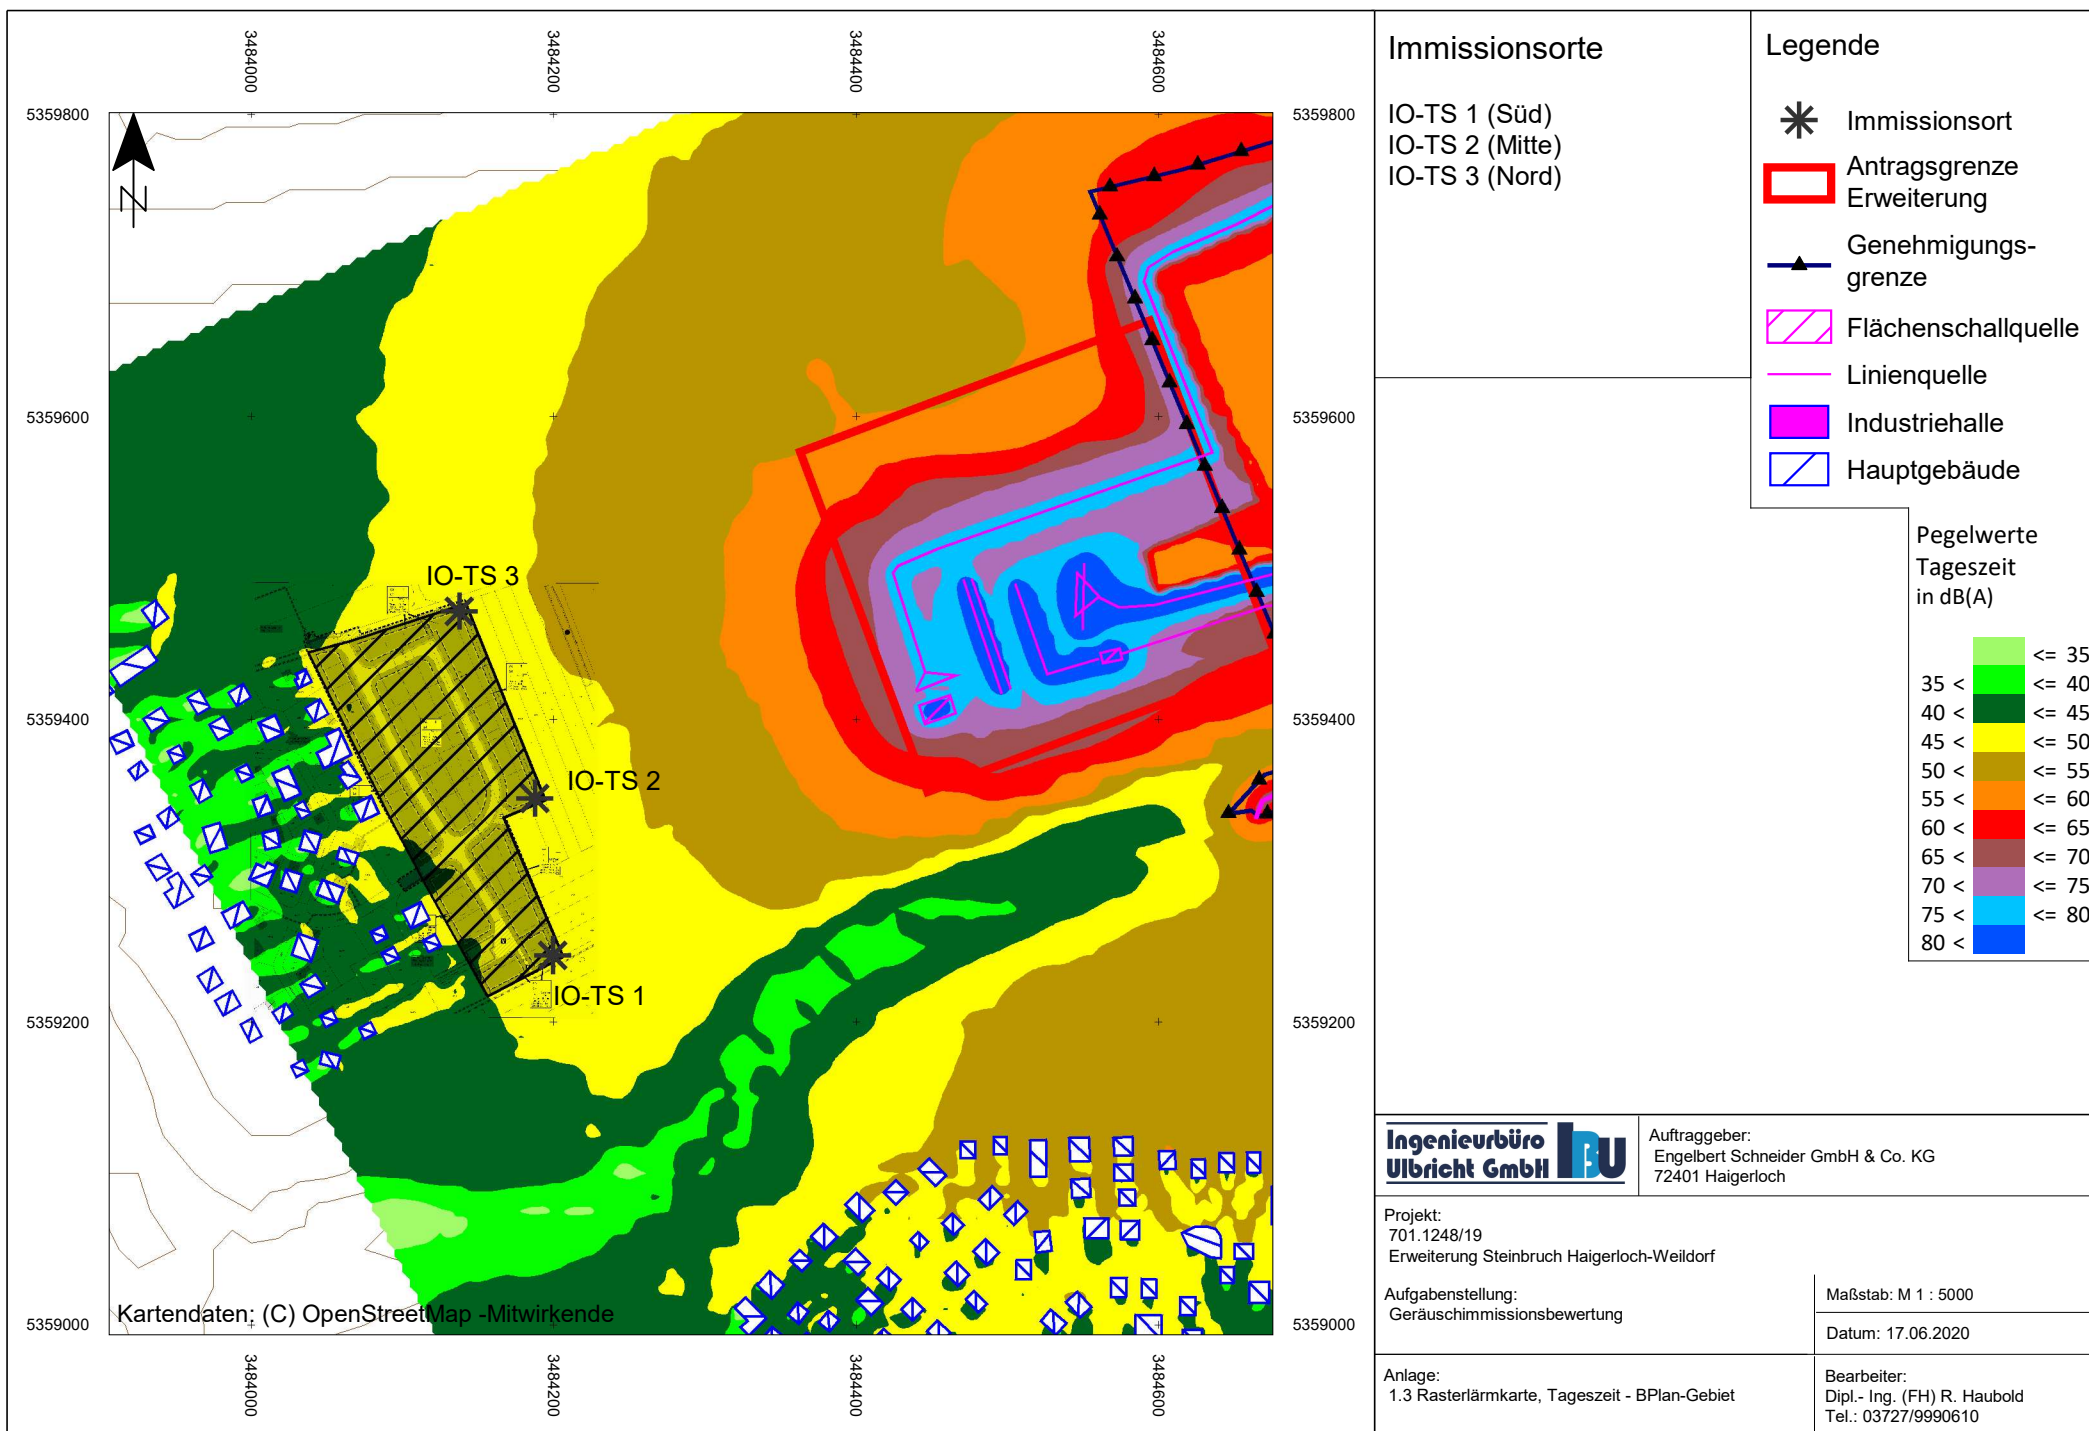 3484000
3484200
3484400
3484600
5359800
5359600
5359400
5359200
5359000
N
IO-TS 3
IO-TS 2
IO-TS 1
Kartendaten: (C) OpenStreetMap -Mitwirkende
5359800
5359600
5359400
5359200
5359000
3484000
3484200
3484400
3484600
Immissionsorte
IO-TS 1 (Süd)
IO-TS 2 (Mitte)
IO-TS 3 (Nord)
Legende
Immissionsort
Antragsgrenze
Erweiterung
Genehmigungs-
grenze
Flächenschallquelle
Linienquelle
Industriehalle
Hauptgebäude
Pegelwerte
Tageszeit
in dB(A)
<= 35
35 < <= 40
40 < <= 45
45 < <= 50
50 < <= 55
55 < <= 60
60 < <= 65
65 < <= 70
70 < <= 75
75 < <= 80
80 <
Ingenieurbüro
Ulbricht GmbH
IBU
Auftraggeber:
Engelbert Schneider GmbH & Co. KG
72401 Haigerloch
Projekt:
701.1248/19
Erweiterung Steinbruch Haigerloch-Weildorf
Aufgabenstellung:
Geräuschimmissionsbewertung
Maßstab: M 1 : 5000
Datum: 17.06.2020
Anlage:
1.3 Rasterlärmkarte, Tageszeit - BPlan-Gebiet
Bearbeiter:
Dipl.- Ing. (FH) R. Haubold
Tel.: 03727/9990610